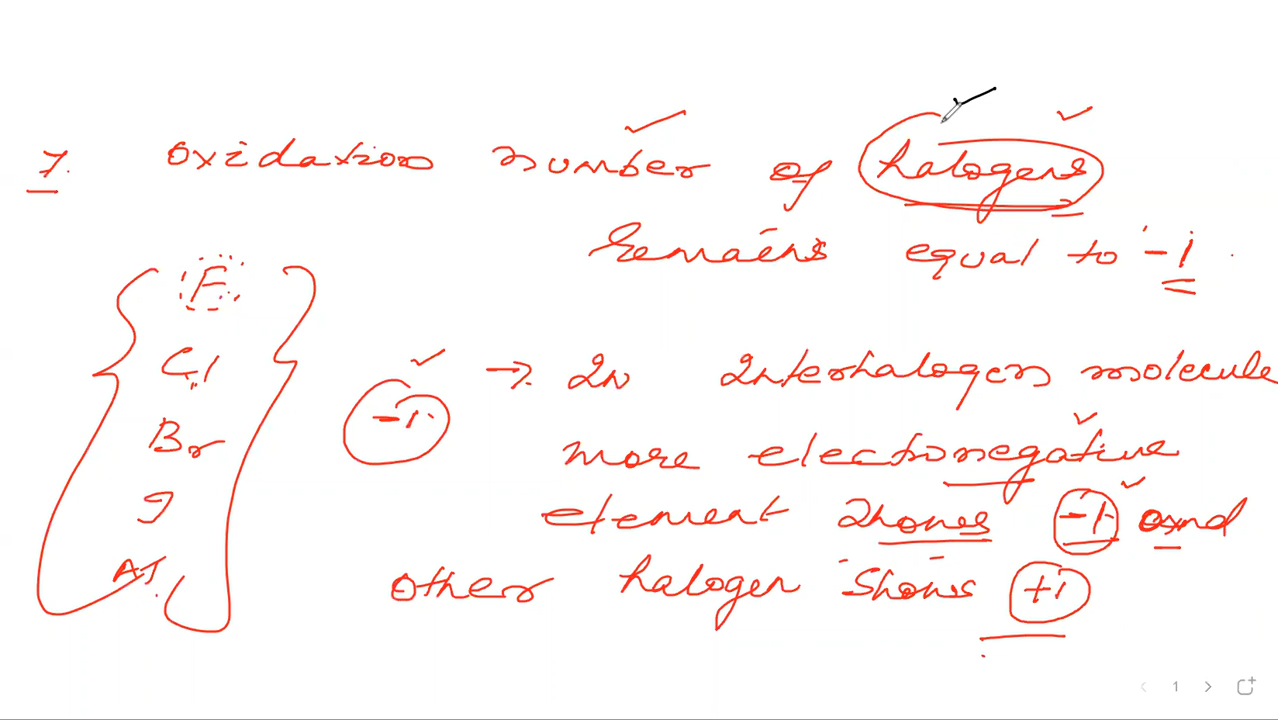 7. oxidation number of halogens
remains equal to -1
F
Cl
Br
I
At
-1
→ In Interhalogen molecule
more electronegative
element shows -1 and
other halogen shows +1
1